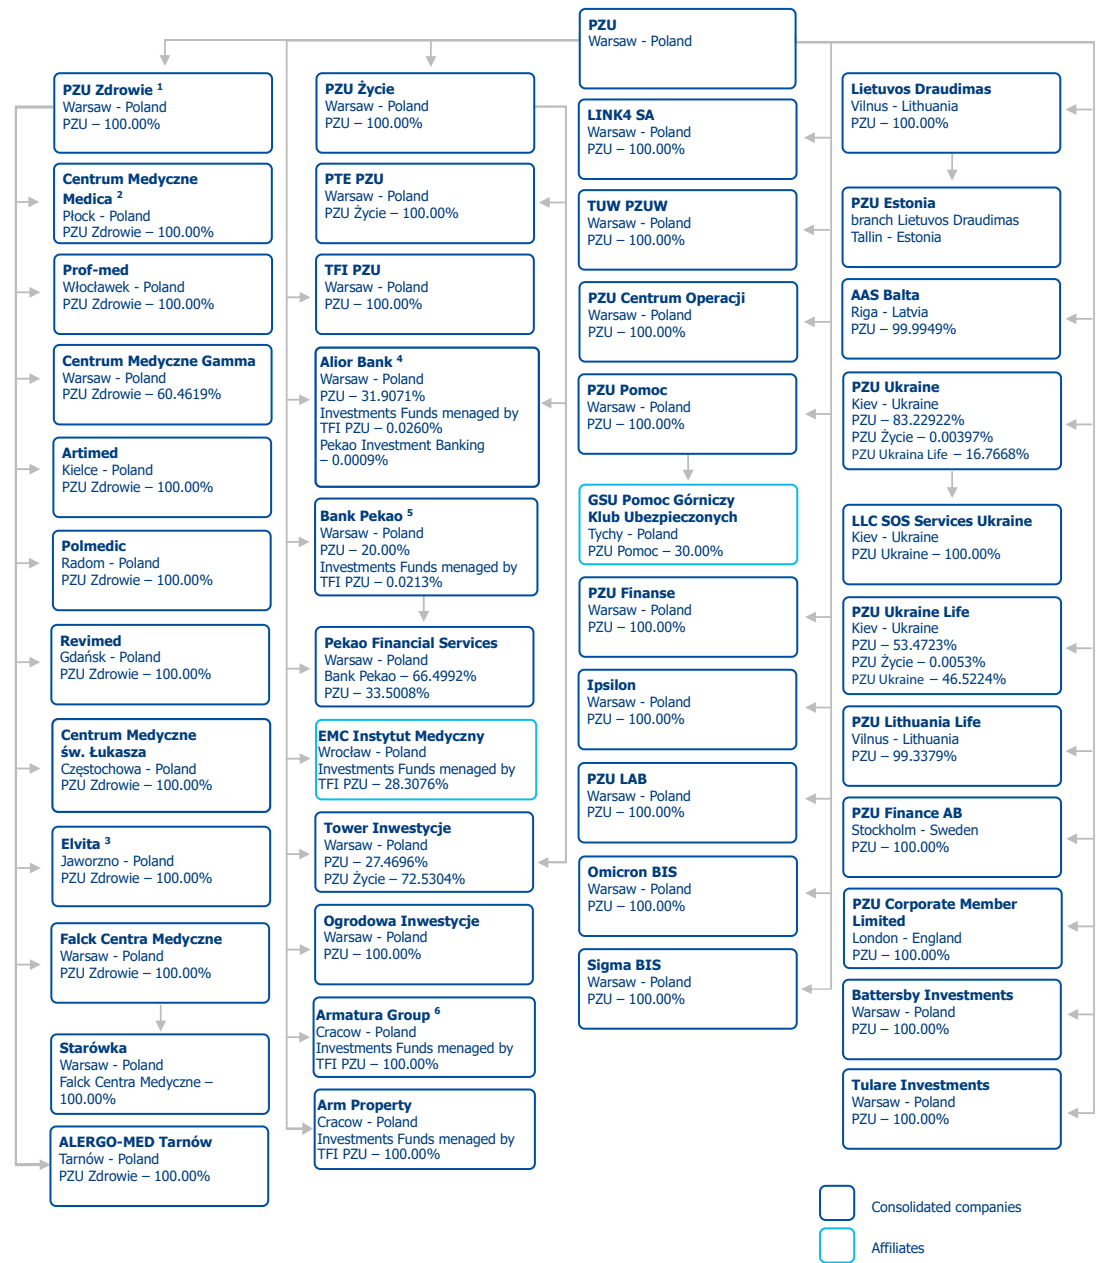 PZU
Warsaw - Poland
PZU Zdrowie 1
Warsaw - Poland
PZU – 100.00%
Centrum Medyczne
Medica 2
Płock - Poland
PZU Zdrowie – 100.00%
Prof-med
Włocławek - Poland
PZU Zdrowie – 100.00%
Centrum Medyczne Gamma
Warsaw - Poland
PZU Zdrowie – 60.4619%
Artimed
Kielce - Poland
PZU Zdrowie – 100.00%
Polmedic
Radom - Poland
PZU Zdrowie – 100.00%
Revimed
Gdańsk - Poland
PZU Zdrowie – 100.00%
Centrum Medyczne
św. Łukasza
Częstochowa - Poland
PZU Zdrowie – 100.00%
Elvita 3
Jaworzno - Poland
PZU Zdrowie – 100.00%
Falck Centra Medyczne
Warsaw - Poland
PZU Zdrowie – 100.00%
Starówka
Warsaw - Poland
Falck Centra Medyczne –
100.00%
ALERGO-MED Tarnów
Tarnów - Poland
PZU Zdrowie – 100.00%
PZU Życie
Warsaw - Poland
PZU – 100.00%
PTE PZU
Warsaw - Poland
PZU Życie – 100.00%
TFI PZU
Warsaw - Poland
PZU – 100.00%
Alior Bank 4
Warsaw - Poland
PZU – 31.9071%
Investments Funds menaged by
TFI PZU – 0.0260%
Pekao Investment Banking
– 0.0009%
Bank Pekao 5
Warsaw - Poland
PZU – 20.00%
Investments Funds menaged by
TFI PZU – 0.0213%
Pekao Financial Services
Warsaw - Poland
Bank Pekao – 66.4992%
PZU – 33.5008%
EMC Instytut Medyczny
Wrocław - Poland
Investments Funds menaged by
TFI PZU – 28.3076%
Tower Inwestycje
Warsaw - Poland
PZU – 27.4696%
PZU Życie – 72.5304%
Ogrodowa Inwestycje
Warsaw - Poland
PZU – 100.00%
Armatura Group 6
Cracow - Poland
Investments Funds menaged by
TFI PZU – 100.00%
Arm Property
Cracow - Poland
Investments Funds menaged by
TFI PZU – 100.00%
LINK4 SA
Warsaw - Poland
PZU – 100.00%
TUW PZUW
Warsaw - Poland
PZU – 100.00%
PZU Centrum Operacji
Warsaw - Poland
PZU – 100.00%
PZU Pomoc
Warsaw - Poland
PZU – 100.00%
GSU Pomoc Górniczy
Klub Ubezpieczonych
Tychy - Poland
PZU Pomoc – 30.00%
PZU Finanse
Warsaw - Poland
PZU – 100.00%
Ipsilon
Warsaw - Poland
PZU – 100.00%
PZU LAB
Warsaw - Poland
PZU – 100.00%
Omicron BIS
Warsaw - Poland
PZU – 100.00%
Sigma BIS
Warsaw - Poland
PZU – 100.00%
Lietuvos Draudimas
Vilnus - Lithuania
PZU – 100.00%
PZU Estonia
branch Lietuvos Draudimas
Tallin - Estonia
AAS Balta
Riga - Latvia
PZU – 99.9949%
PZU Ukraine
Kiev - Ukraine
PZU – 83.22922%
PZU Życie – 0.00397%
PZU Ukraina Life – 16.7668%
LLC SOS Services Ukraine
Kiev - Ukraine
PZU Ukraine – 100.00%
PZU Ukraine Life
Kiev - Ukraine
PZU – 53.4723%
PZU Życie – 0.0053%
PZU Ukraine – 46.5224%
PZU Lithuania Life
Vilnus - Lithuania
PZU – 99.3379%
PZU Finance AB
Stockholm - Sweden
PZU – 100.00%
PZU Corporate Member
Limited
London - England
PZU – 100.00%
Battersby Investments
Warsaw - Poland
PZU – 100.00%
Tulare Investments
Warsaw - Poland
PZU – 100.00%
Consolidated companies
Affiliates